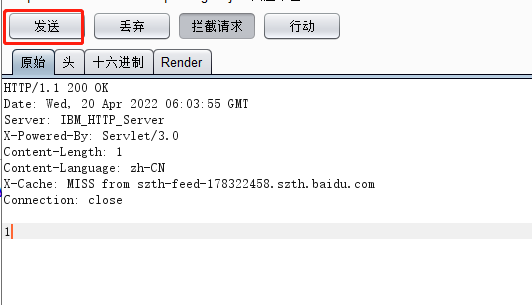 发送 丢弃 拦截请求 行动
原始 头 十六进制 Render
HTTP/1.1 200 OK
Date: Wed, 20 Apr 2022 06:03:55 GMT
Server: IBM_HTTP_Server
X-Powered-By: Servlet/3.0
Content-Length: 1
Content-Language: zh-CN
X-Cache: MISS from szth-feed-178322458.szth.baidu.com
Connection: close
1